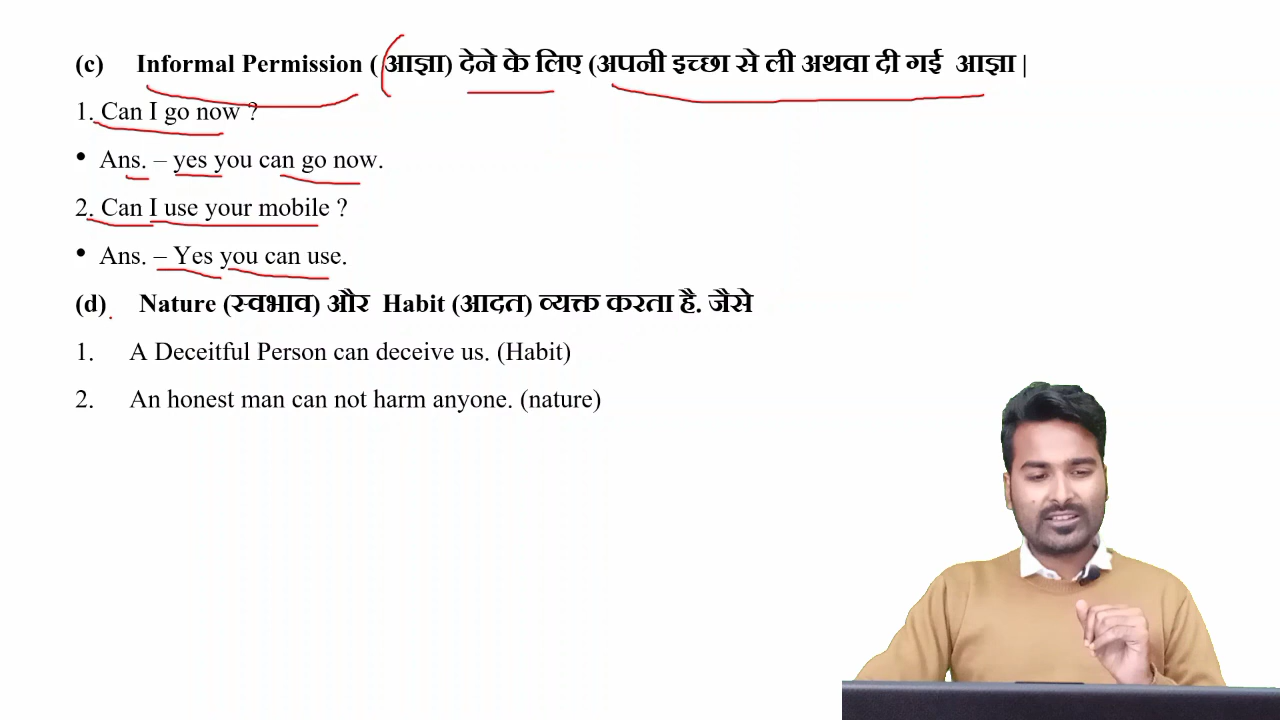 (c) Informal Permission (आज्ञा) देने के लिए (अपनी इच्छा से ली अथवा दी गई आज्ञा |
1. Can I go now ?
• Ans. – yes you can go now.
2. Can I use your mobile ?
• Ans. – Yes you can use.
(d) Nature (स्वभाव) और Habit (आदत) व्यक्त करता है. जैसे
1. A Deceitful Person can deceive us. (Habit)
2. An honest man can not harm anyone. (nature)